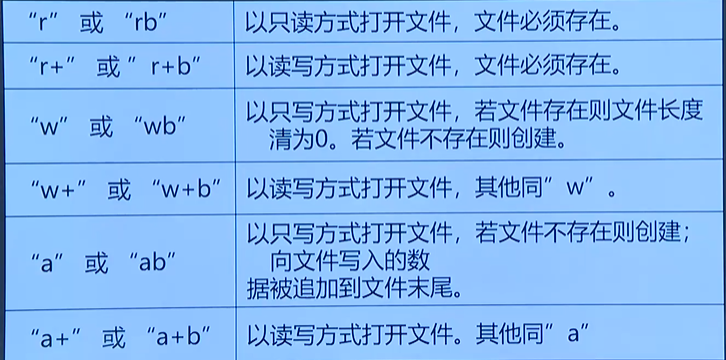 “r” 或 “rb” 以只读方式打开文件，文件必须存在。
“r+” 或 ”r+b” 以读写方式打开文件，文件必须存在。
“w” 或 “wb” 以只写方式打开文件，若文件存在则文件长度
清为0。若文件不存在则创建。
“w+” 或 “w+b” 以读写方式打开文件，其他同”w”。
“a” 或 “ab” 以只写方式打开文件，若文件不存在则创建；
向文件写入的数
据被追加到文件末尾。
“a+” 或 “a+b” 以读写方式打开文件。其他同”a”